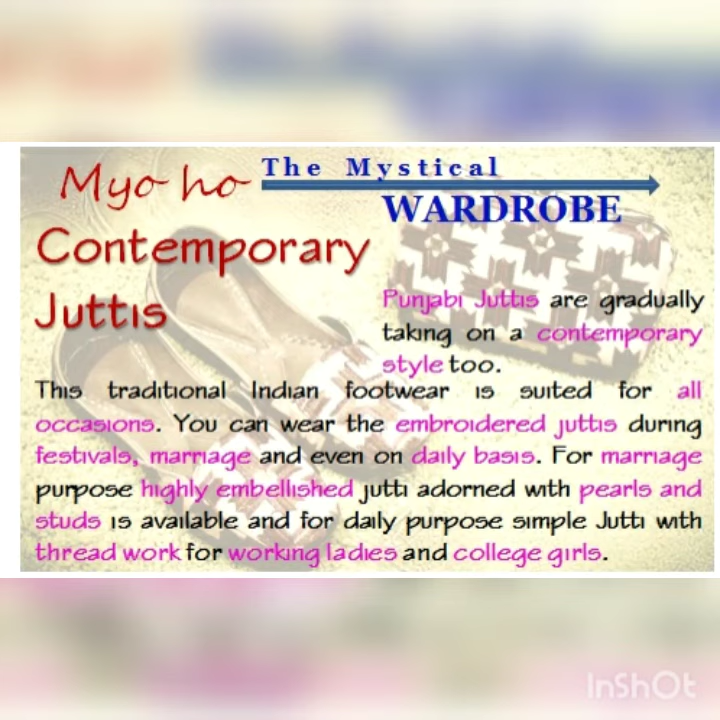 Myo ho
The Mystical
WARDROBE
Contemporary
Juttis
Punjabi Juttis are gradually
taking on a contemporary
style too.
This traditional Indian footwear is suited for all
occasions. You can wear the embroidered juttis during
festivals, marriage and even on daily basis. For marriage
purpose highly embellished jutti adorned with pearls and
studs is available and for daily purpose simple Jutti with
thread work for working ladies and college girls.
InShOt